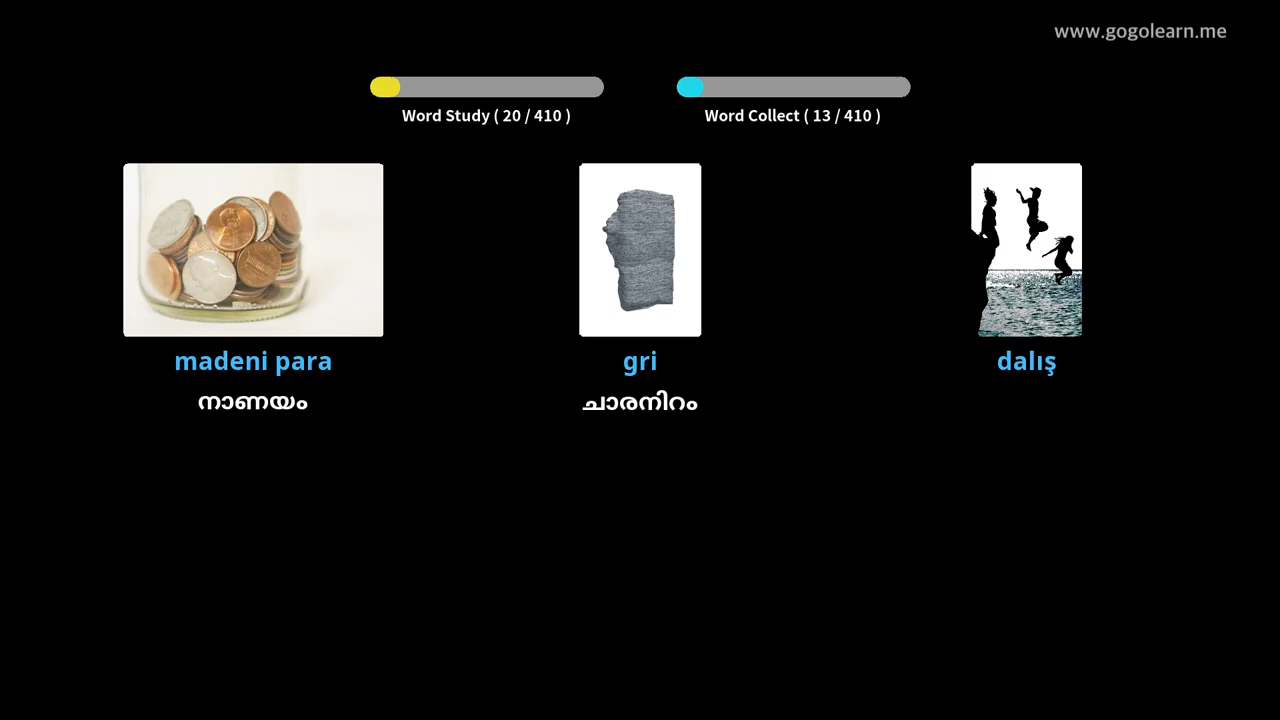 www.gogolearn.me
Word Study ( 20 / 410 )
Word Collect ( 13 / 410 )
madeni para
gri
dalış
നാണയം
ചാരനിറം